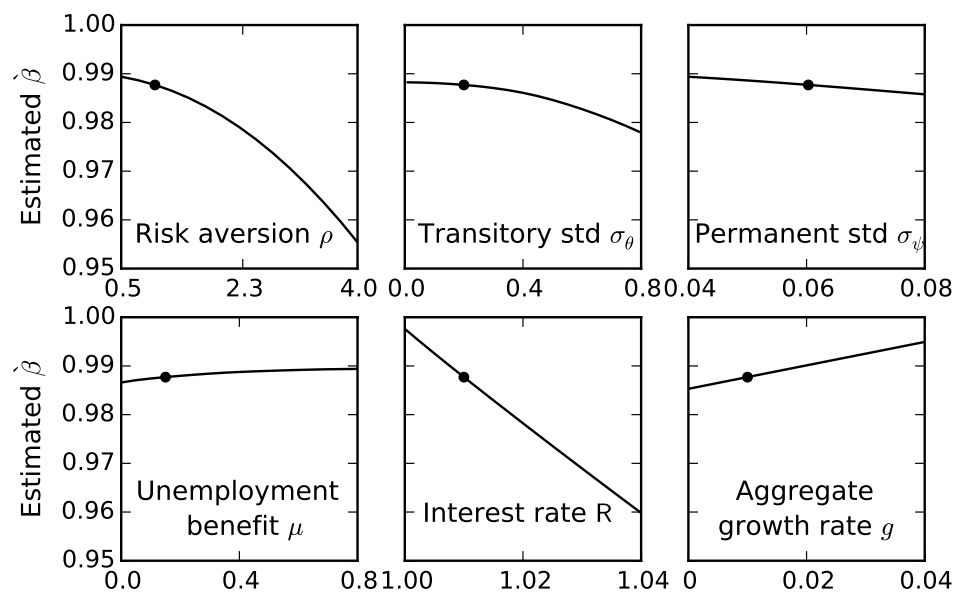 1.00
0.99
0.98
0.97
0.96
0.95
Estimated β̀
Risk aversion ρ
0.5 2.3 4.0
Transitory std σ_θ
0.0 0.4 0.8
Permanent std σ_ψ
0.04 0.06 0.08
1.00
0.99
0.98
0.97
0.96
0.95
Estimated β̀
Unemployment
benefit μ
0.0 0.4 0.8
Interest rate R
1.00 1.02 1.04
Aggregate
growth rate g
0 0.02 0.04